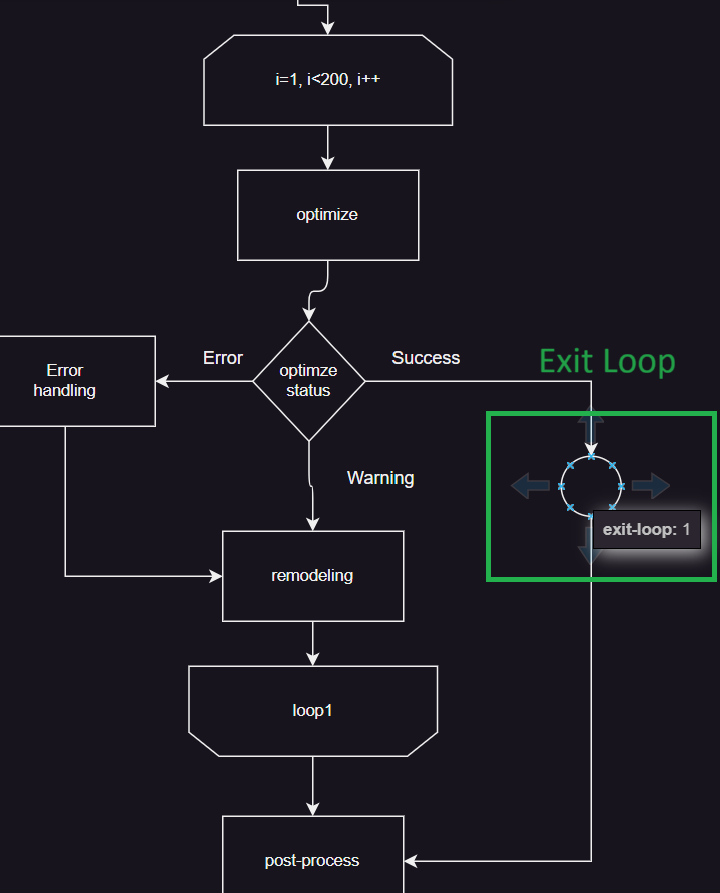 i=1, i<200, i++
optimize
Error
Success
Exit Loop
Error
handling
optimze
status
Warning
exit-loop: 1
remodeling
loop1
post-process